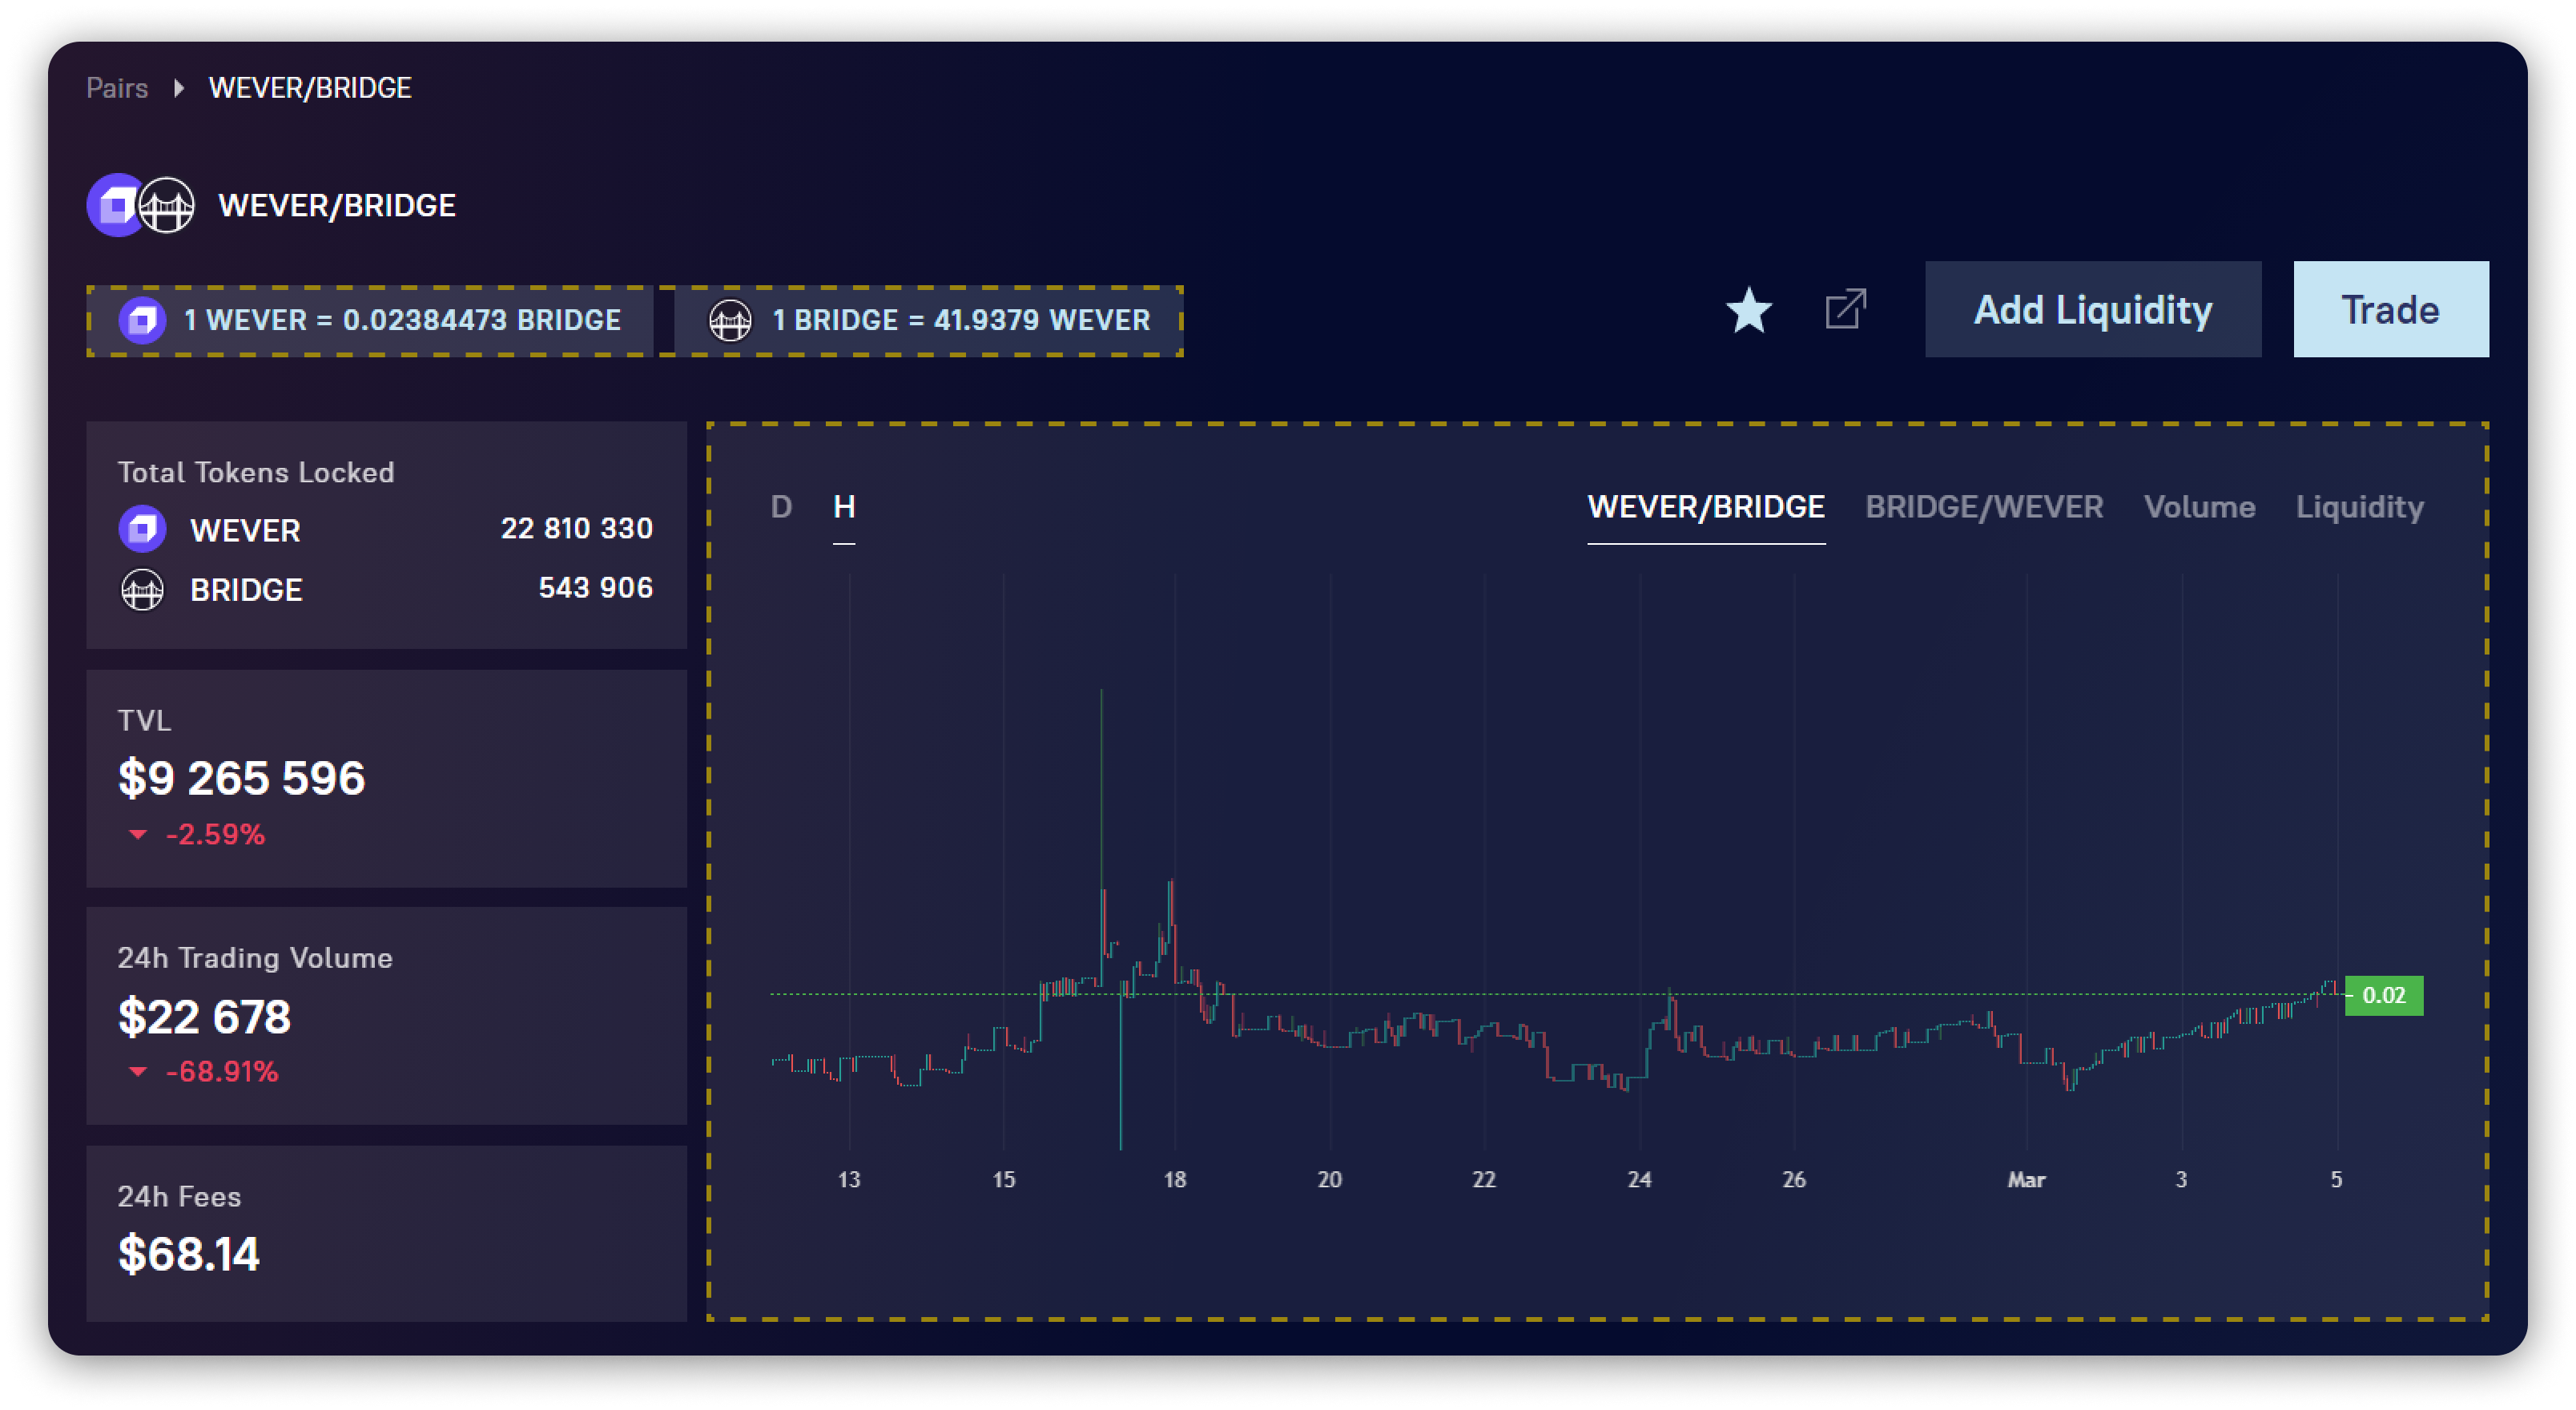 Pairs WEVER/BRIDGE
WEVER/BRIDGE
1 WEVER = 0.02384473 BRIDGE 1 BRIDGE = 41.9379 WEVER
Add Liquidity Trade
Total Tokens Locked
WEVER 22 810 330
BRIDGE 543 906
TVL
$9 265 596
-2.59%
24h Trading Volume
$22 678
-68.91%
24h Fees
$68.14
D H WEVER/BRIDGE BRIDGE/WEVER Volume Liquidity
0.02
13 15 18 20 22 24 26 Mar 3 5